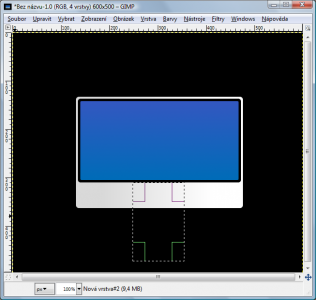 *Bez názvu-1.0 (RGB, 4 vrstvy) 600x500 – GIMP
Soubor Upravit Vybrat Zobrazení Obrázek Vrstva Barvy Nástroje Filtry Windows Nápověda
px 100% Nová vrstva#2 (9,4 MB)